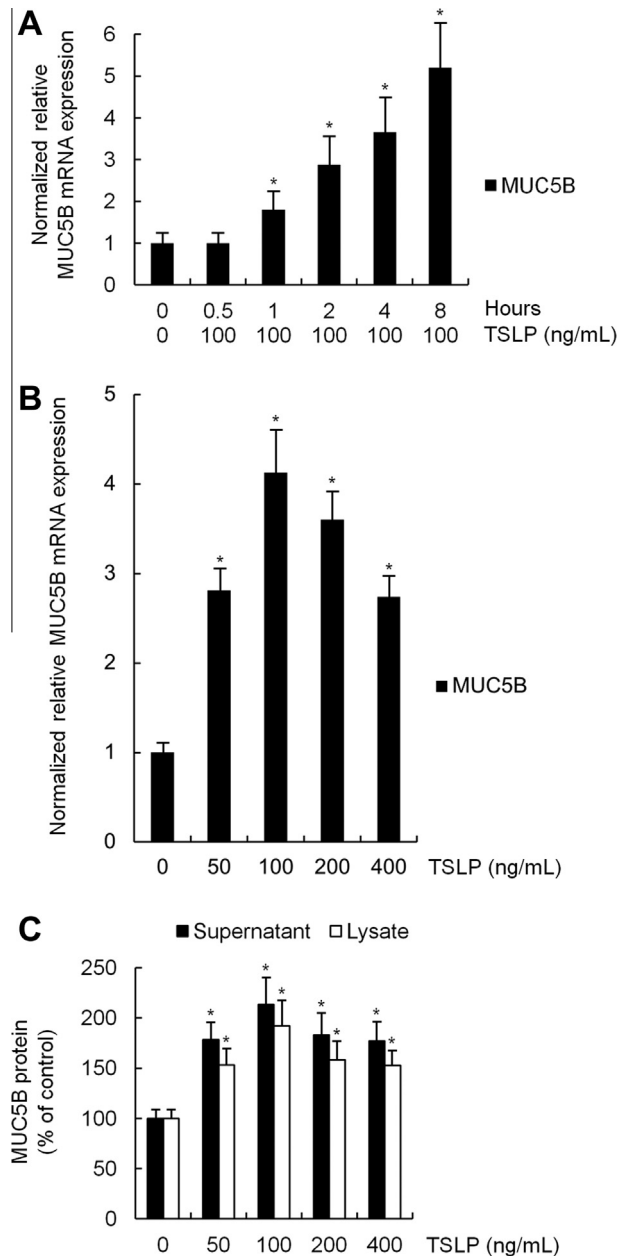 A
Normalized relative
MUC5B mRNA expression
6
5
4
3
2
1
0
* * * * 
MUC5B
0 0.5 1 2 4 8 Hours
0 100 100 100 100 100 TSLP (ng/mL)
B
Normalized relative MUC5B mRNA expression
5
4
3
2
1
0
* * * *
MUC5B
0 50 100 200 400 TSLP (ng/mL)
C
Supernatant Lysate
MUC5B protein
(% of control)
250
200
150
100
50
0
* * * * * * * *
0 50 100 200 400 TSLP (ng/mL)